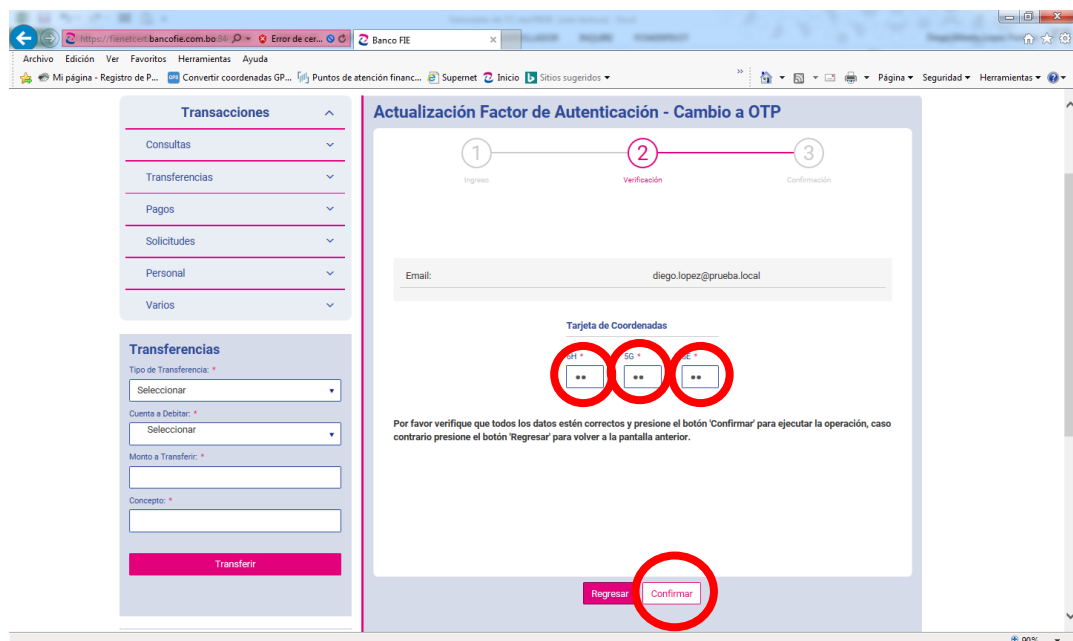 https://fienetcert.bancofie.com.bo:84
Error de cer...
Banco FIE
Archivo Edición Ver Favoritos Herramientas Ayuda
Mi página - Registro de P... Convertir coordenadas GP... Puntos de atención financ... Supernet Inicio Sitios sugeridos
Página Seguridad Herramientas
Transacciones
Consultas
Transferencias
Pagos
Solicitudes
Personal
Varios
Transferencias
Tipo de Transferencia: *
Seleccionar
Cuenta a Debitar: *
Seleccionar
Monto a Transferir: *
Concepto: *
Transferir
Actualización Factor de Autenticación - Cambio a OTP
1 2 3
Ingreso Verificación Confirmación
Email: diego.lopez@prueba.local
Tarjeta de Coordenadas
6H * 5G * E *
Por favor verifique que todos los datos estén correctos y presione el botón 'Confirmar' para ejecutar la operación, caso
contrario presione el botón 'Regresar' para volver a la pantalla anterior.
Regresar Confirmar
90%